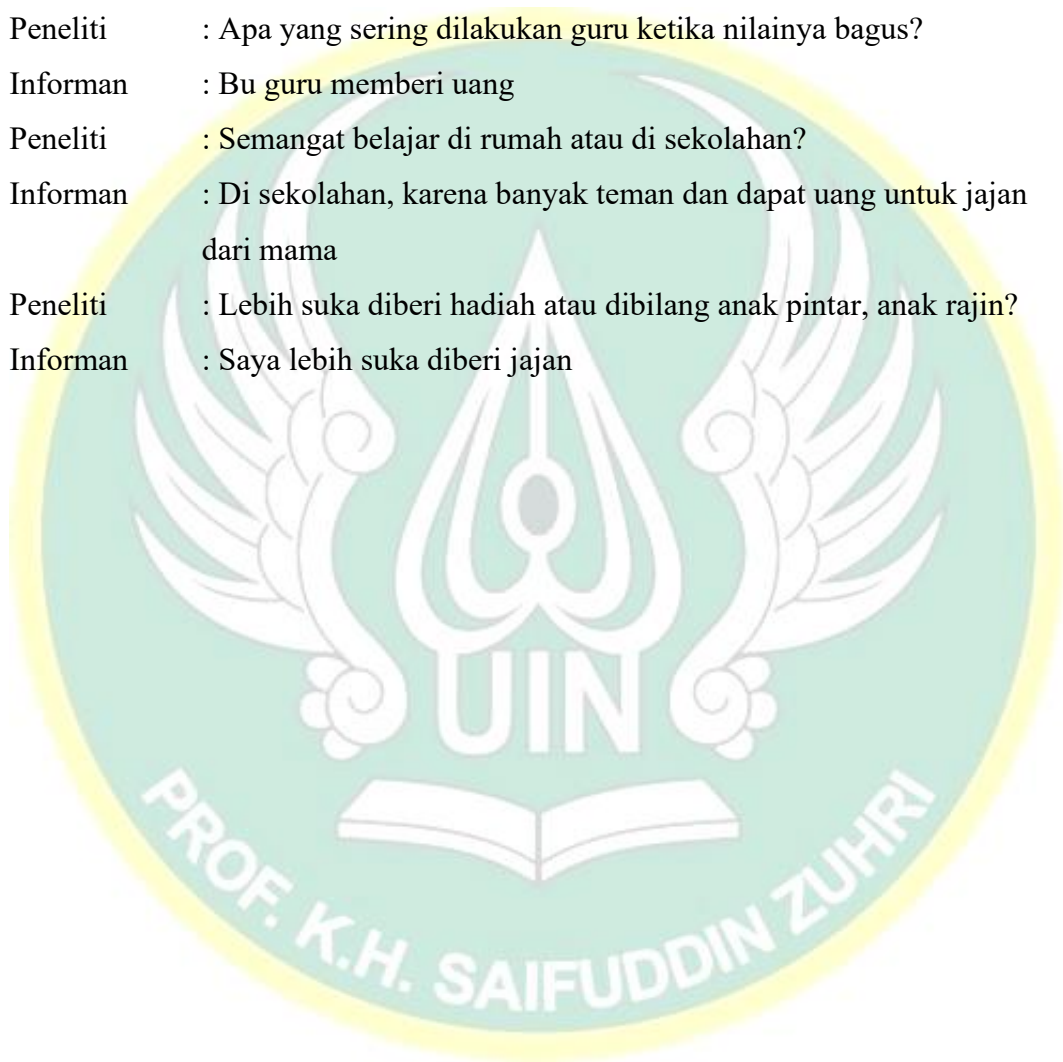 Peneliti : Apa yang sering dilakukan guru ketika nilainya bagus?
Informan : Bu guru memberi uang
Peneliti : Semangat belajar di rumah atau di sekolahan?
Informan : Di sekolahan, karena banyak teman dan dapat uang untuk jajan
dari mama
Peneliti : Lebih suka diberi hadiah atau dibilang anak pintar, anak rajin?
Informan : Saya lebih suka diberi jajan
UIN
PROF. K.H. SAIFUDDIN ZUHRI